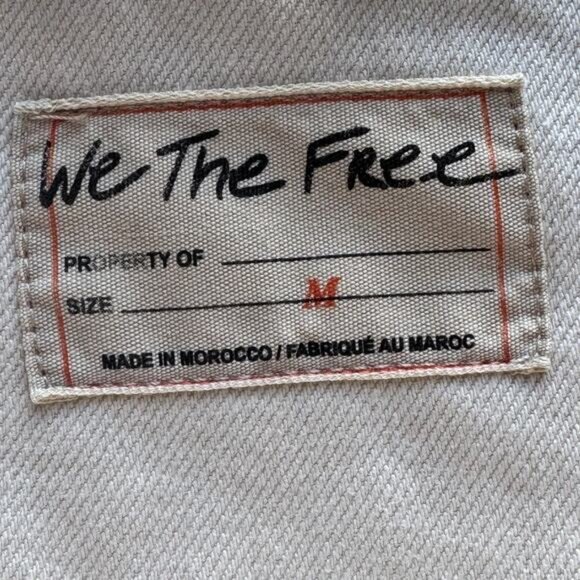 We The Free
PROPERTY OF
SIZE M
MADE IN MOROCCO / FABRIQUÉ AU MAROC